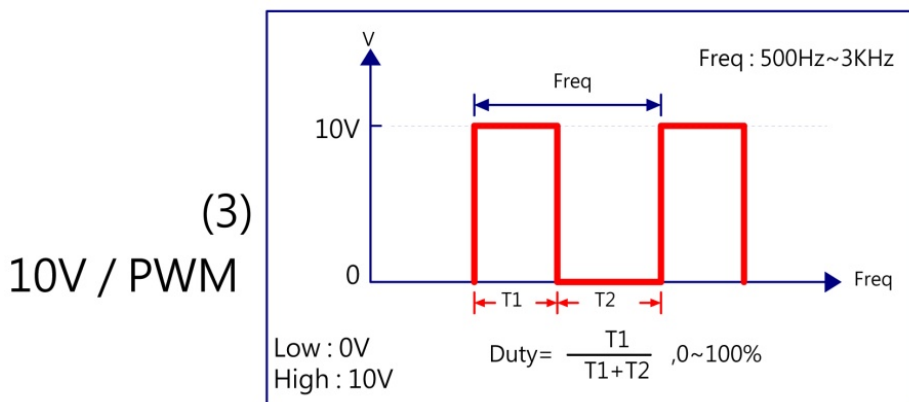 V
Freq : 500Hz~3KHz
Freq
10V
(3)
10V / PWM
0
Freq
T1
T2
Low : 0V
High : 10V
Duty= T1
T1+T2 ,0~100%